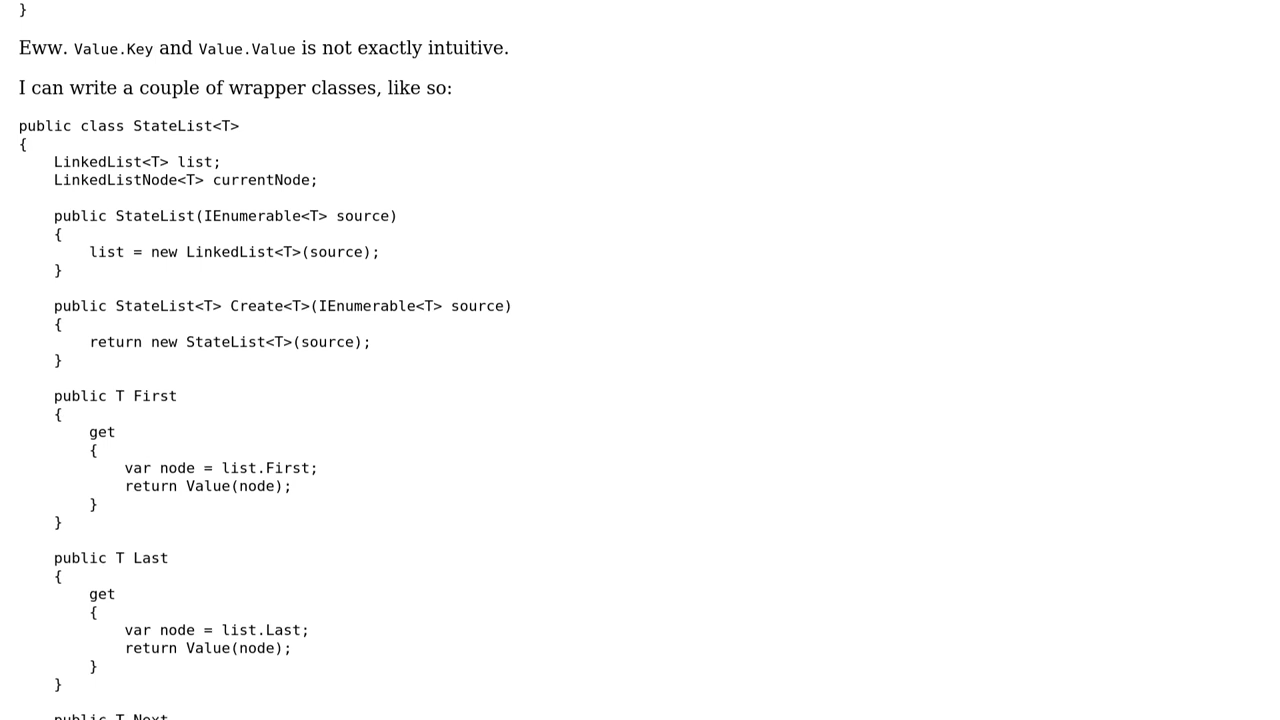 }
Eww. Value.Key and Value.Value is not exactly intuitive.
I can write a couple of wrapper classes, like so:
public class StateList<T>
{
    LinkedList<T> list;
    LinkedListNode<T> currentNode;
    public StateList(IEnumerable<T> source)
    {
        list = new LinkedList<T>(source);
    }
    public StateList<T> Create<T>(IEnumerable<T> source)
    {
        return new StateList<T>(source);
    }
    public T First
    {
        get
        {
            var node = list.First;
            return Value(node);
        }
    }
    public T Last
    {
        get
        {
            var node = list.Last;
            return Value(node);
        }
    }
    public T Next